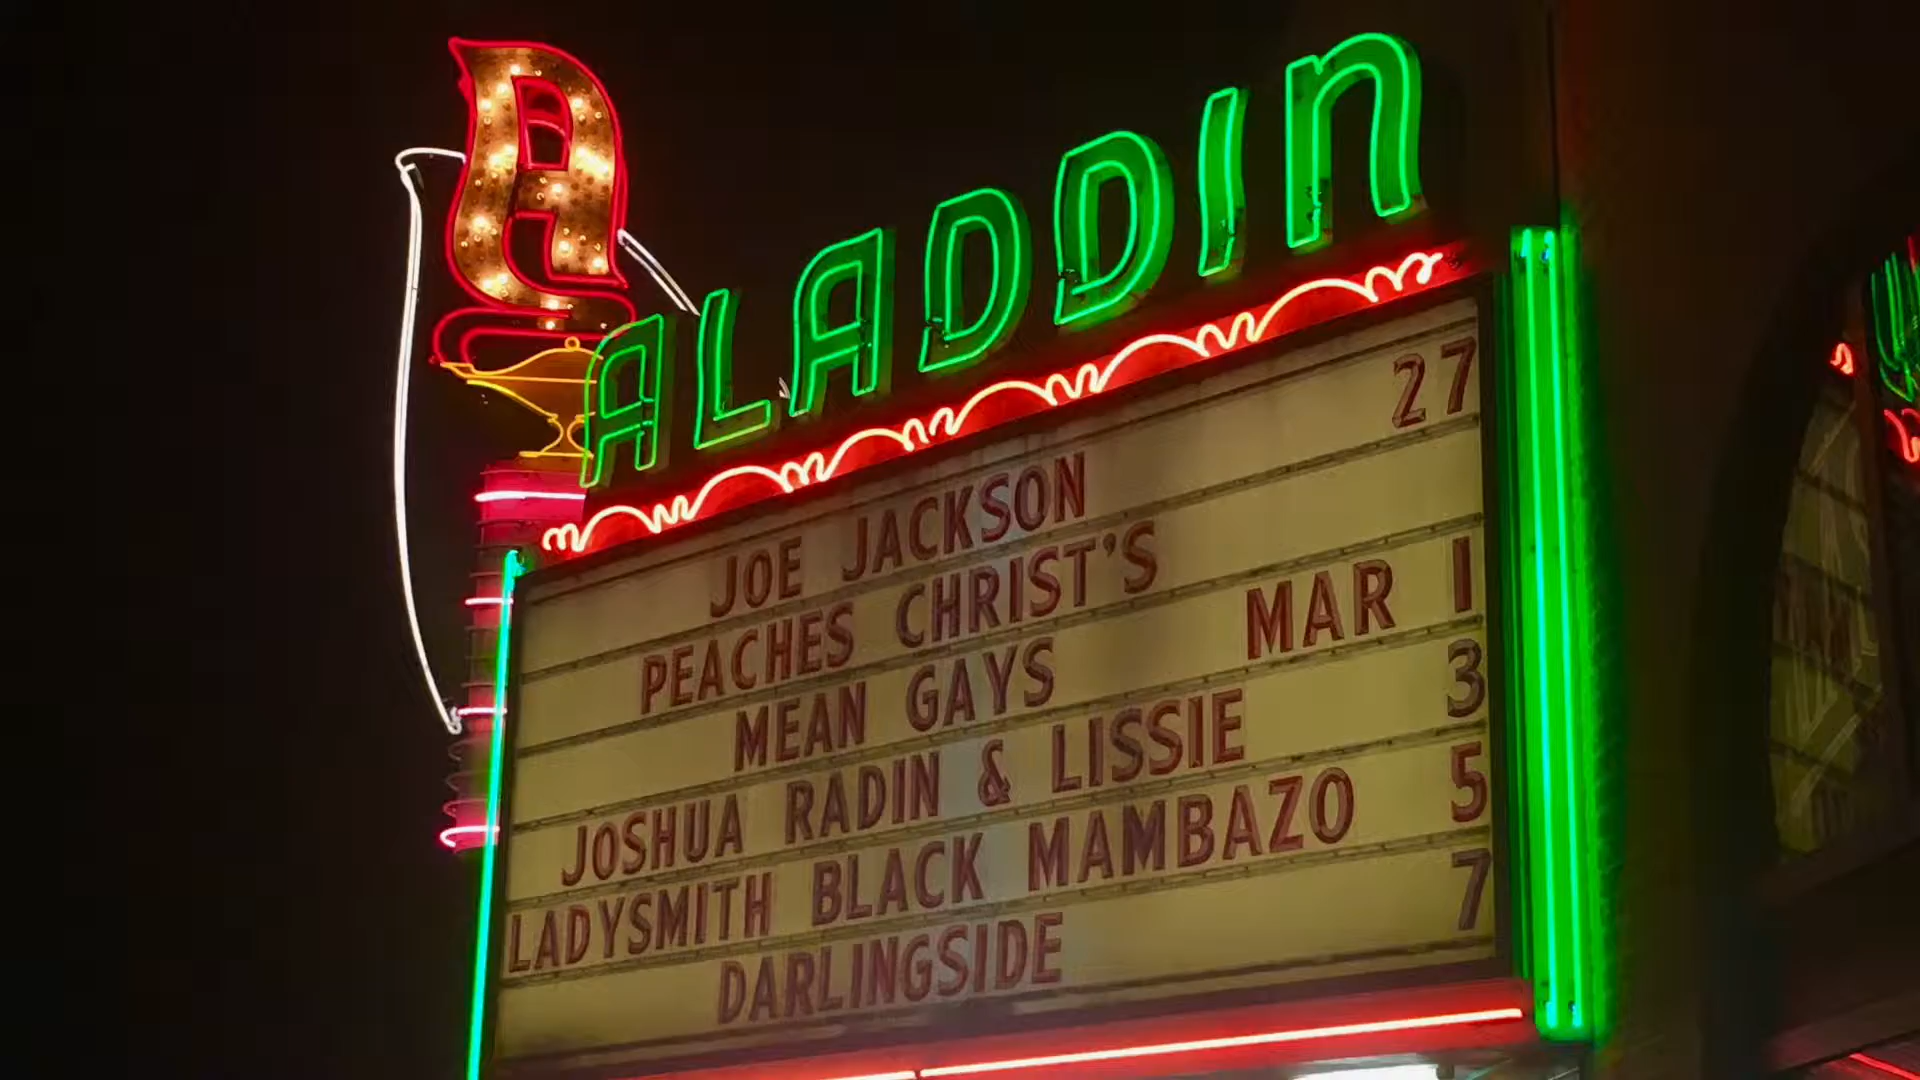 A
ALADDIN
JOE JACKSON 27
PEACHES CHRIST'S
MEAN GAYS MAR 1
JOSHUA RADIN & LISSIE 3
LADYSMITH BLACK MAMBAZO 5
DARLINGSIDE 7